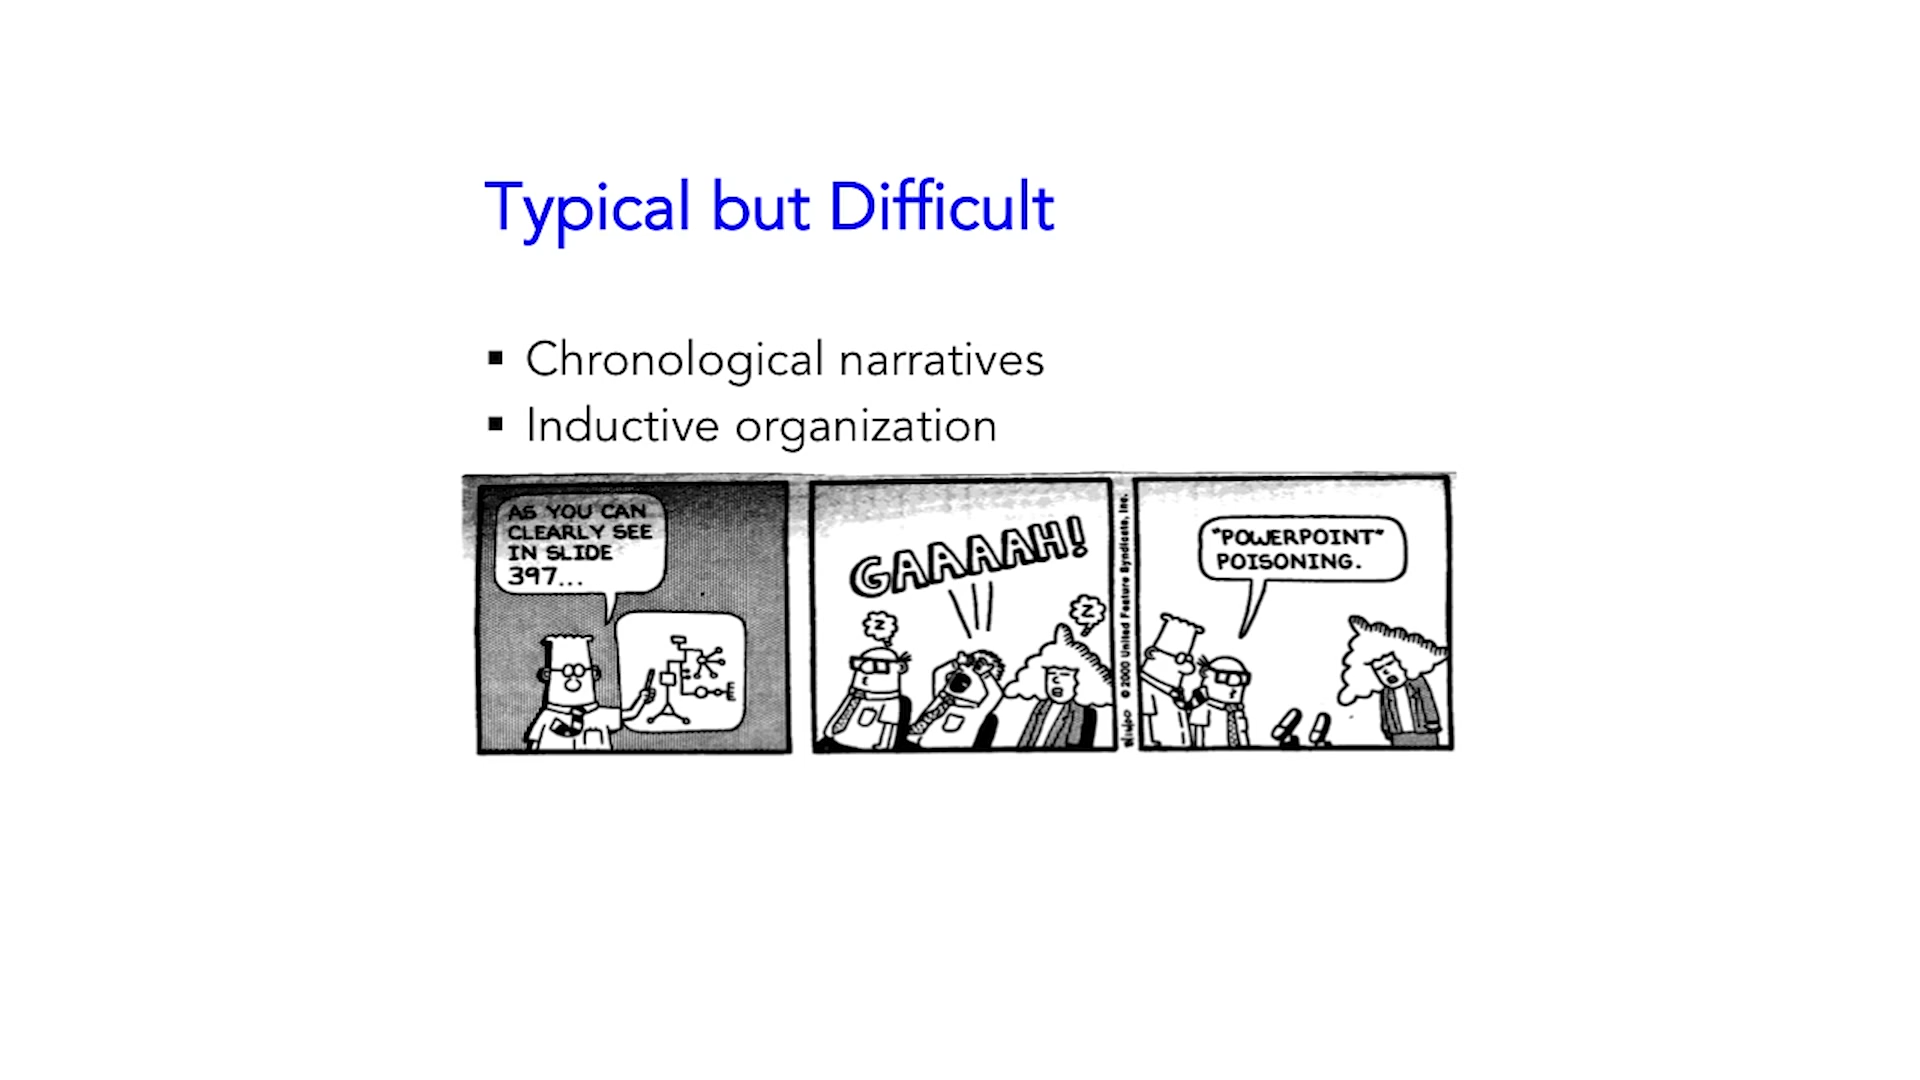 Typical but Difficult
▪ Chronological narratives
▪ Inductive organization
AS YOU CAN
CLEARLY SEE
IN SLIDE
397...
GAAAAH!
Z
Z
© 2000 United Feature Syndicate, Inc.
"POWERPOINT"
POISONING.